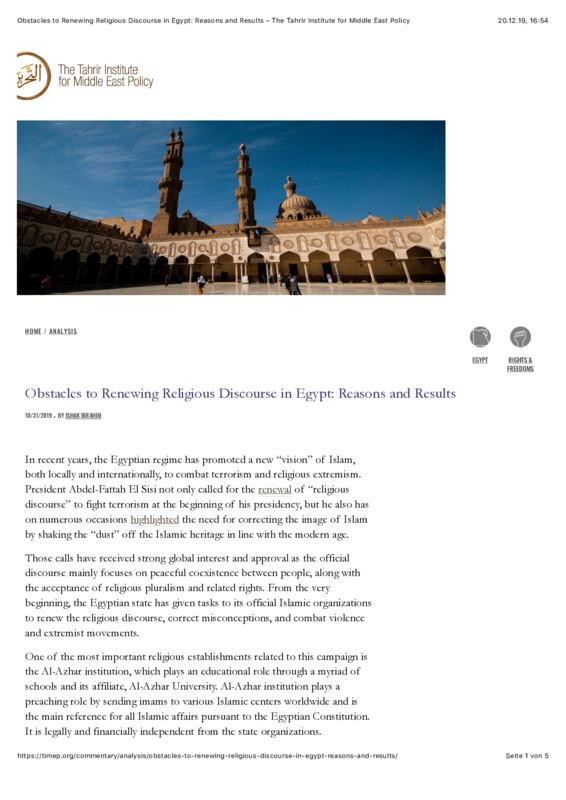 Obstacles to Renewing Religious Discourse in Egypt: Reasons and Results – The Tahrir Institute for Middle East Policy
20.12.19, 16:54
The Tahrir Institute
for Middle East Policy
HOME / ANALYSIS
EGYPT
RIGHTS &
FREEDOMS
Obstacles to Renewing Religious Discourse in Egypt: Reasons and Results
10/31/2019 . BY ISHAK IBRAHIM
In recent years, the Egyptian regime has promoted a new “vision” of Islam,
both locally and internationally, to combat terrorism and religious extremism.
President Abdel-Fattah El Sisi not only called for the renewal of “religious
discourse” to fight terrorism at the beginning of his presidency, but he also has
on numerous occasions highlighted the need for correcting the image of Islam
by shaking the “dust” off the Islamic heritage in line with the modern age.
Those calls have received strong global interest and approval as the official
discourse mainly focuses on peaceful coexistence between people, along with
the acceptance of religious pluralism and related rights. From the very
beginning, the Egyptian state has given tasks to its official Islamic organizations
to renew the religious discourse, correct misconceptions, and combat violence
and extremist movements.
One of the most important religious establishments related to this campaign is
the Al-Azhar institution, which plays an educational role through a myriad of
schools and its affiliate, Al-Azhar University. Al-Azhar institution plays a
preaching role by sending imams to various Islamic centers worldwide and is
the main reference for all Islamic affairs pursuant to the Egyptian Constitution.
It is legally and financially independent from the state organizations.
https://timep.org/commentary/analysis/obstacles-to-renewing-religious-discourse-in-egypt-reasons-and-results/
Seite 1 von 5